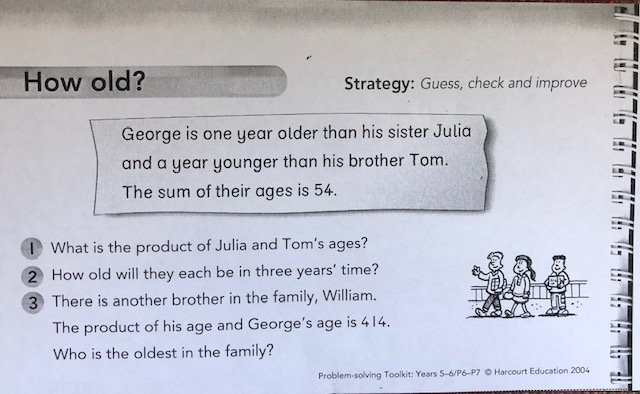 How old?
Strategy: Guess, check and improve
George is one year older than his sister Julia
and a year younger than his brother Tom.
The sum of their ages is 54.
1 What is the product of Julia and Tom's ages?
2 How old will they each be in three years' time?
3 There is another brother in the family, William.
The product of his age and George's age is 414.
Who is the oldest in the family?
Problem-solving Toolkit: Years 5–6/P6–P7 © Harcourt Education 2004